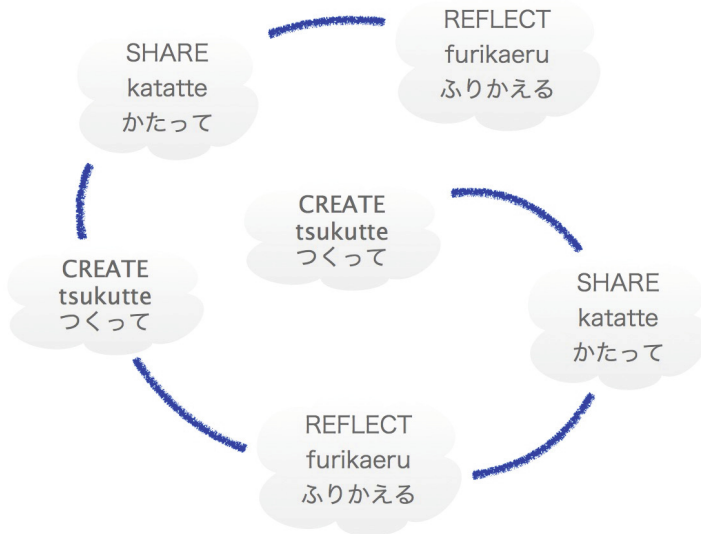 SHARE
katatte
かたって
REFLECT
furikaeru
ふりかえる
CREATE
tsukutte
つくって
CREATE
tsukutte
つくって
SHARE
katatte
かたって
REFLECT
furikaeru
ふりかえる